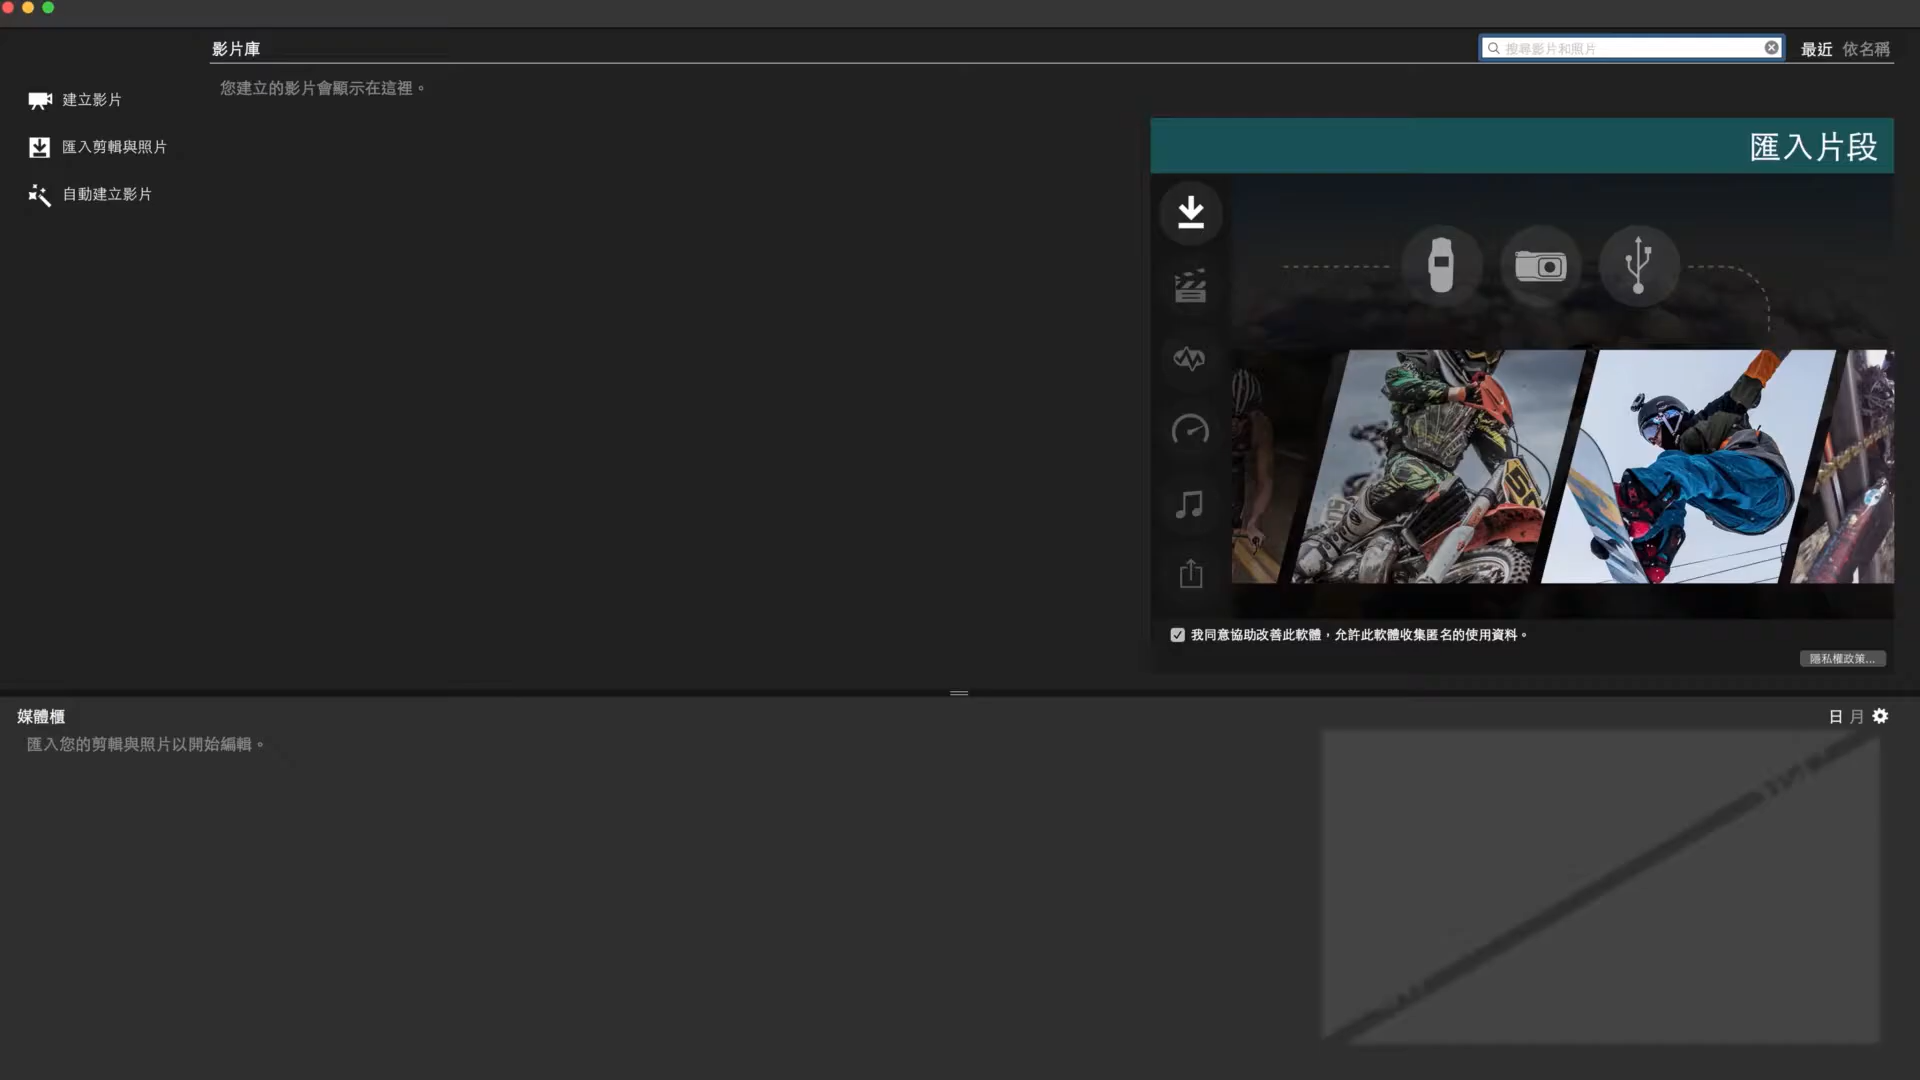 影片庫
搜尋影片和照片
最近 依名稱
您建立的影片會顯示在這裡。
建立影片
匯入剪輯與照片
自動建立影片
匯入片段
我同意協助改善此軟體，允許此軟體收集匿名的使用資料。
隱私權政策...
媒體櫃
日 月
匯入您的剪輯與照片以開始編輯。